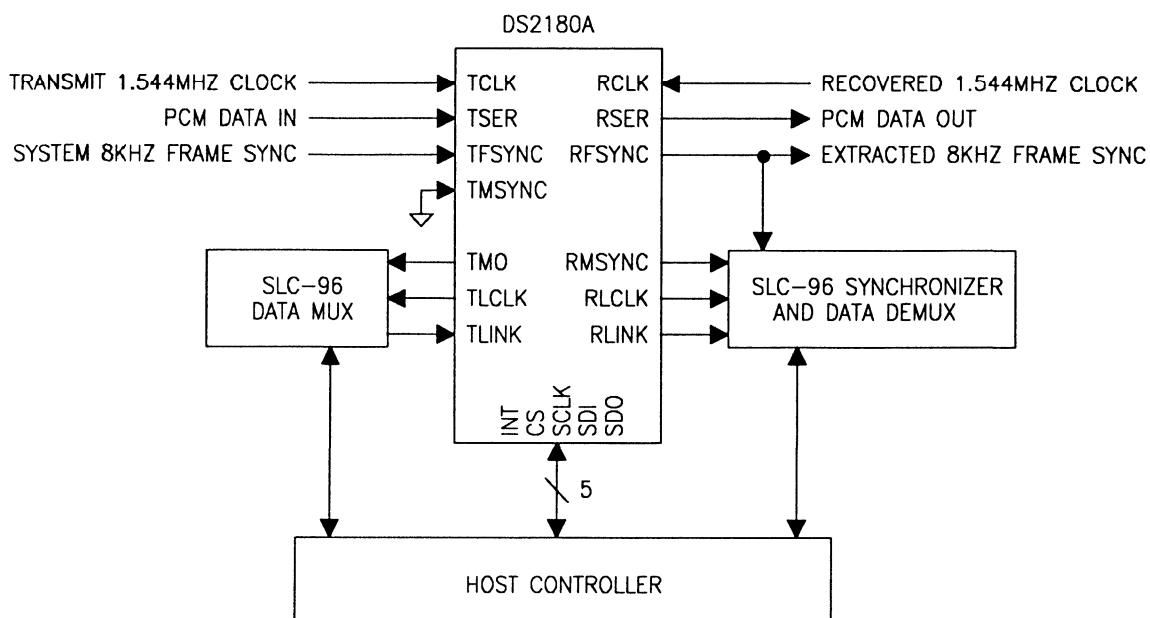 DS2180A
TRANSMIT 1.544MHZ CLOCK
TCLK
RCLK
RECOVERED 1.544MHZ CLOCK
PCM DATA IN
TSER
RSER
PCM DATA OUT
SYSTEM 8KHZ FRAME SYNC
TFSYNC
RFSYNC
EXTRACTED 8KHZ FRAME SYNC
TMSYNC
TMO
RMSYNC
SLC-96
DATA MUX
TLCLK
RLCLK
SLC-96 SYNCHRONIZER
AND DATA DEMUX
TLINK
RLINK
INT
CS
SCLK
SDI
SDO
5
HOST CONTROLLER